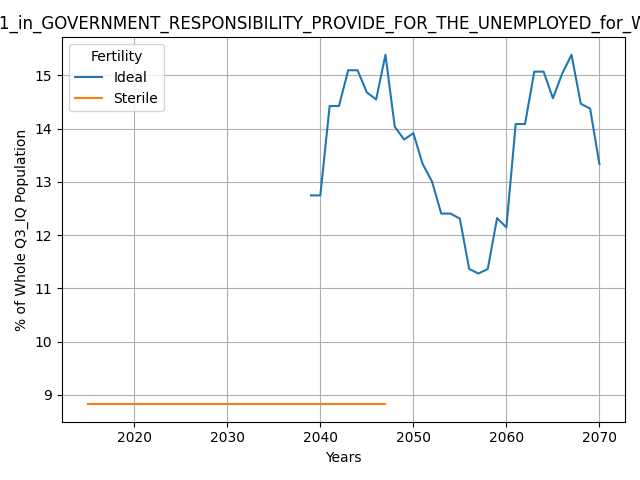 1_in_GOVERNMENT_RESPONSIBILITY_PROVIDE_FOR_THE_UNEMPLOYED_for_W
Fertility
Ideal
Sterile
% of Whole Q3_IQ Population
15
14
13
12
11
10
9
2020 2030 2040 2050 2060 2070
Years